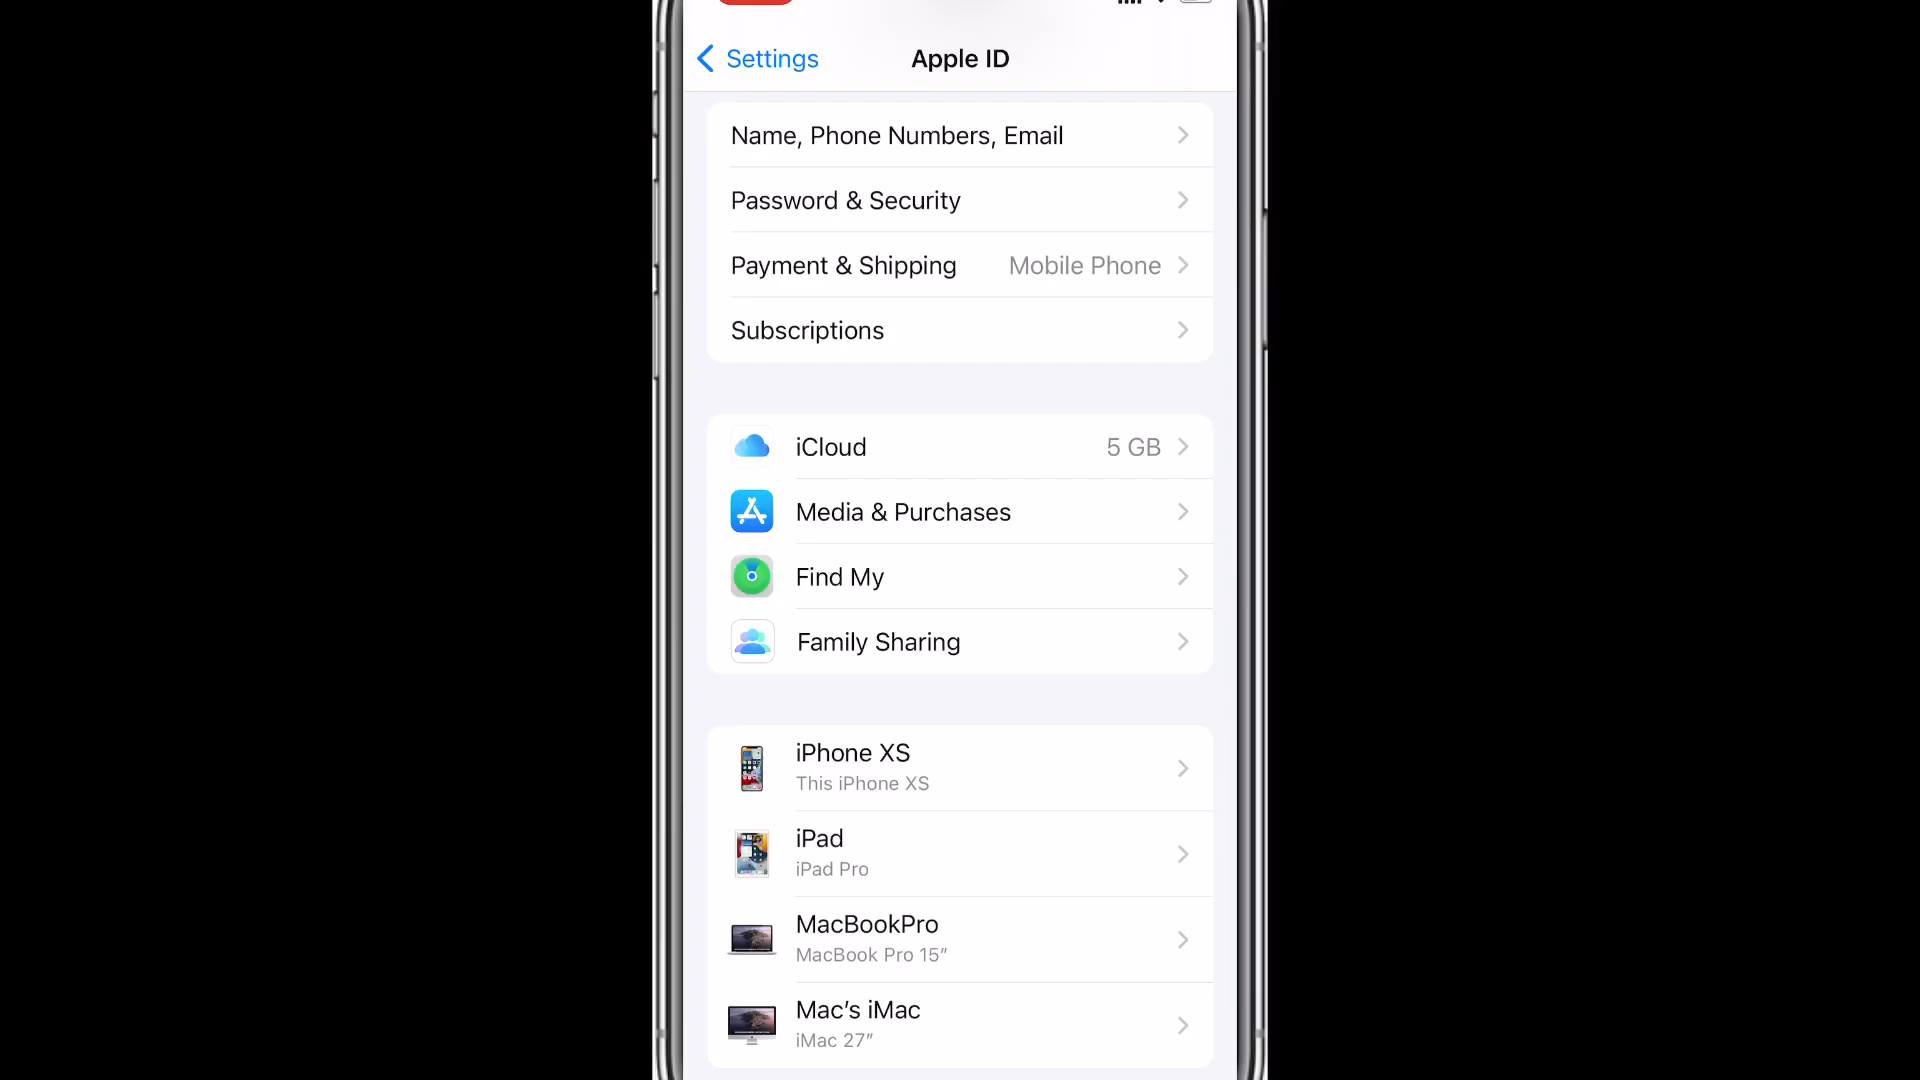 Settings
Apple ID
Name, Phone Numbers, Email
Password & Security
Payment & Shipping Mobile Phone
Subscriptions
iCloud 5 GB
Media & Purchases
Find My
Family Sharing
iPhone XS
This iPhone XS
iPad
iPad Pro
MacBookPro
MacBook Pro 15”
Mac’s iMac
iMac 27”